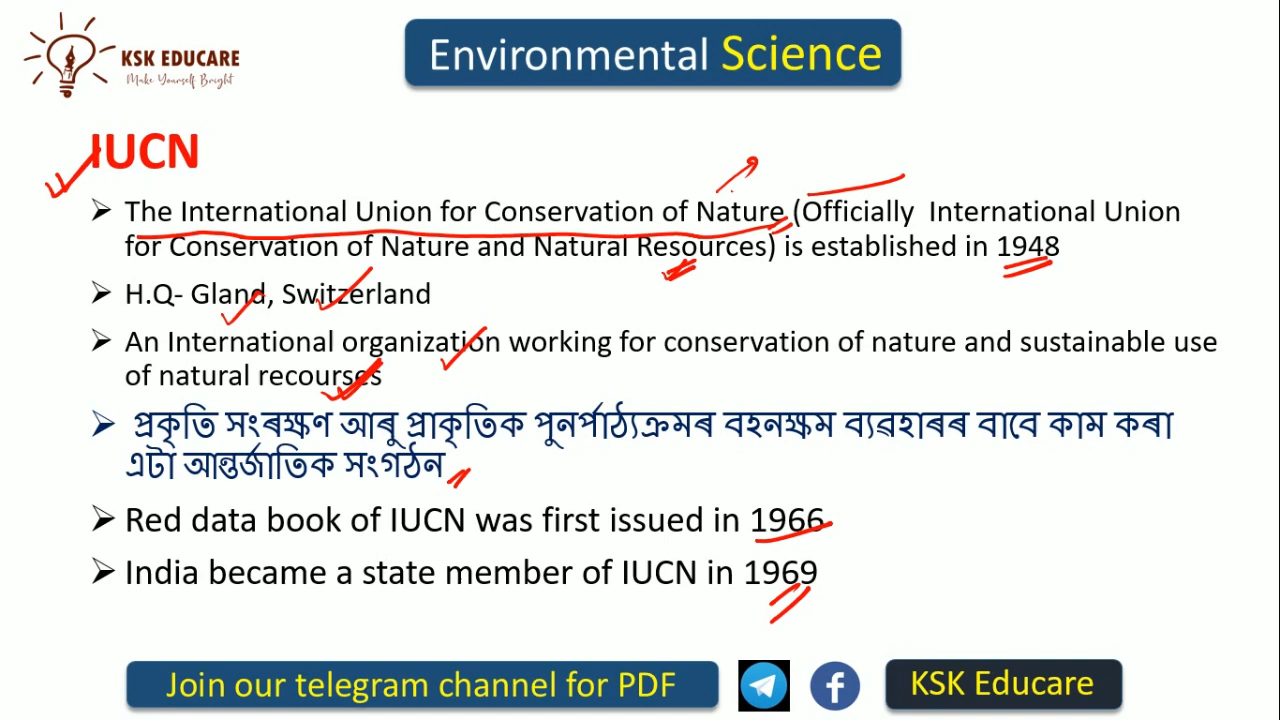 KSK EDUCARE
Make Yourself Bright
Environmental Science
IUCN
➢ The International Union for Conservation of Nature (Officially International Union
for Conservation of Nature and Natural Resources) is established in 1948
➢ H.Q- Gland, Switzerland
➢ An International organization working for conservation of nature and sustainable use
of natural recourses
➢ প্ৰকৃতি সংৰক্ষণ আৰু প্ৰাকৃতিক পুনৰ্পাঠ্যক্ৰমৰ বহনক্ষম ব্যৱহাৰৰ বাবে কাম কৰা
এটা আন্তৰ্জাতিক সংগঠন
➢ Red data book of IUCN was first issued in 1966
➢ India became a state member of IUCN in 1969
Join our telegram channel for PDF
KSK Educare